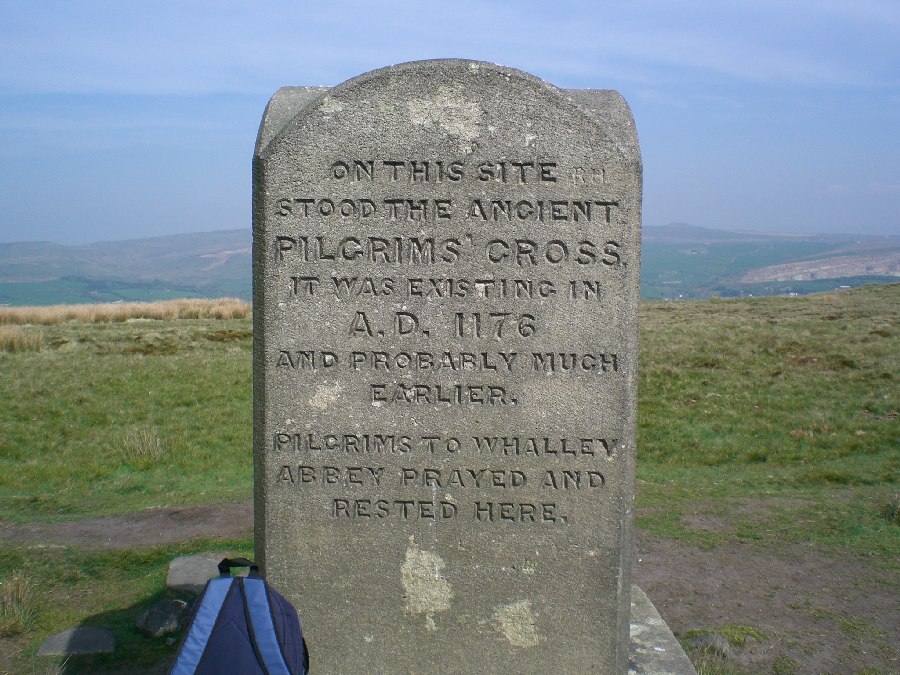 ON THIS SITE RH
STOOD THE ANCIENT
PILGRIMS' CROSS.
IT WAS EXISTING IN
A.D. 1176
AND PROBABLY MUCH
EARLIER.
PILGRIMS TO WHALLEY
ABBEY PRAYED AND
RESTED HERE.